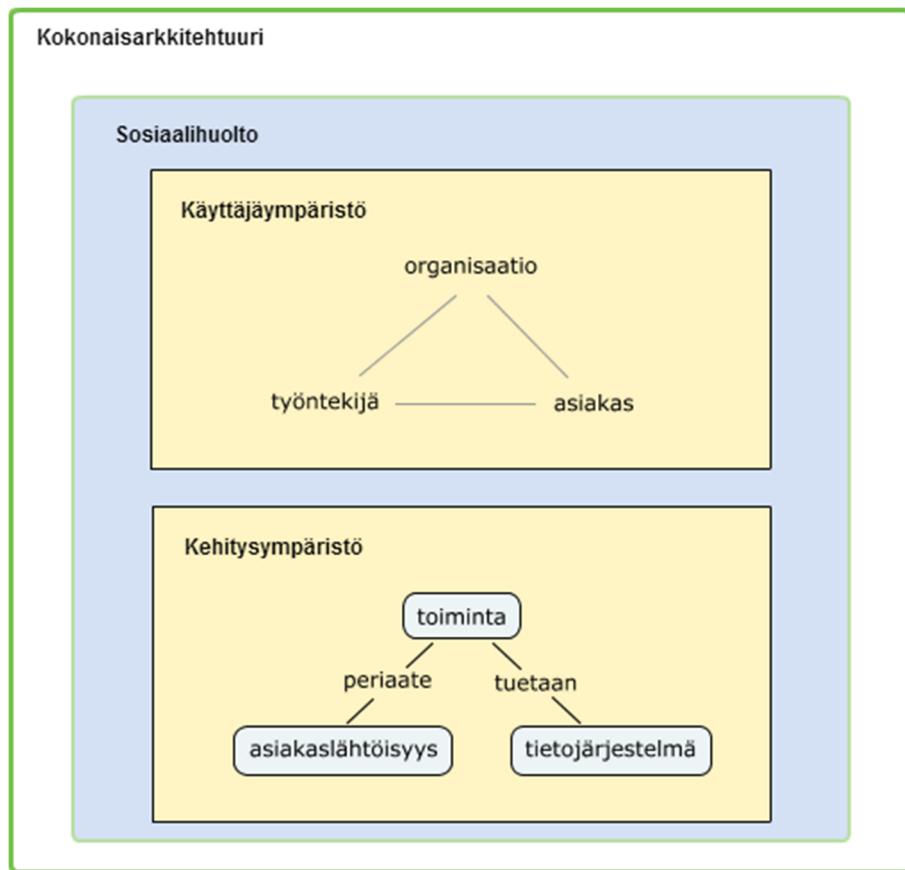 Kokonaisarkkitehtuuri
Sosiaalihuolto
Käyttäjäympäristö
organisaatio
työntekijä asiakas
Kehitysympäristö
toiminta
periaate tuetaan
asiakaslähtöisyys tietojärjestelmä